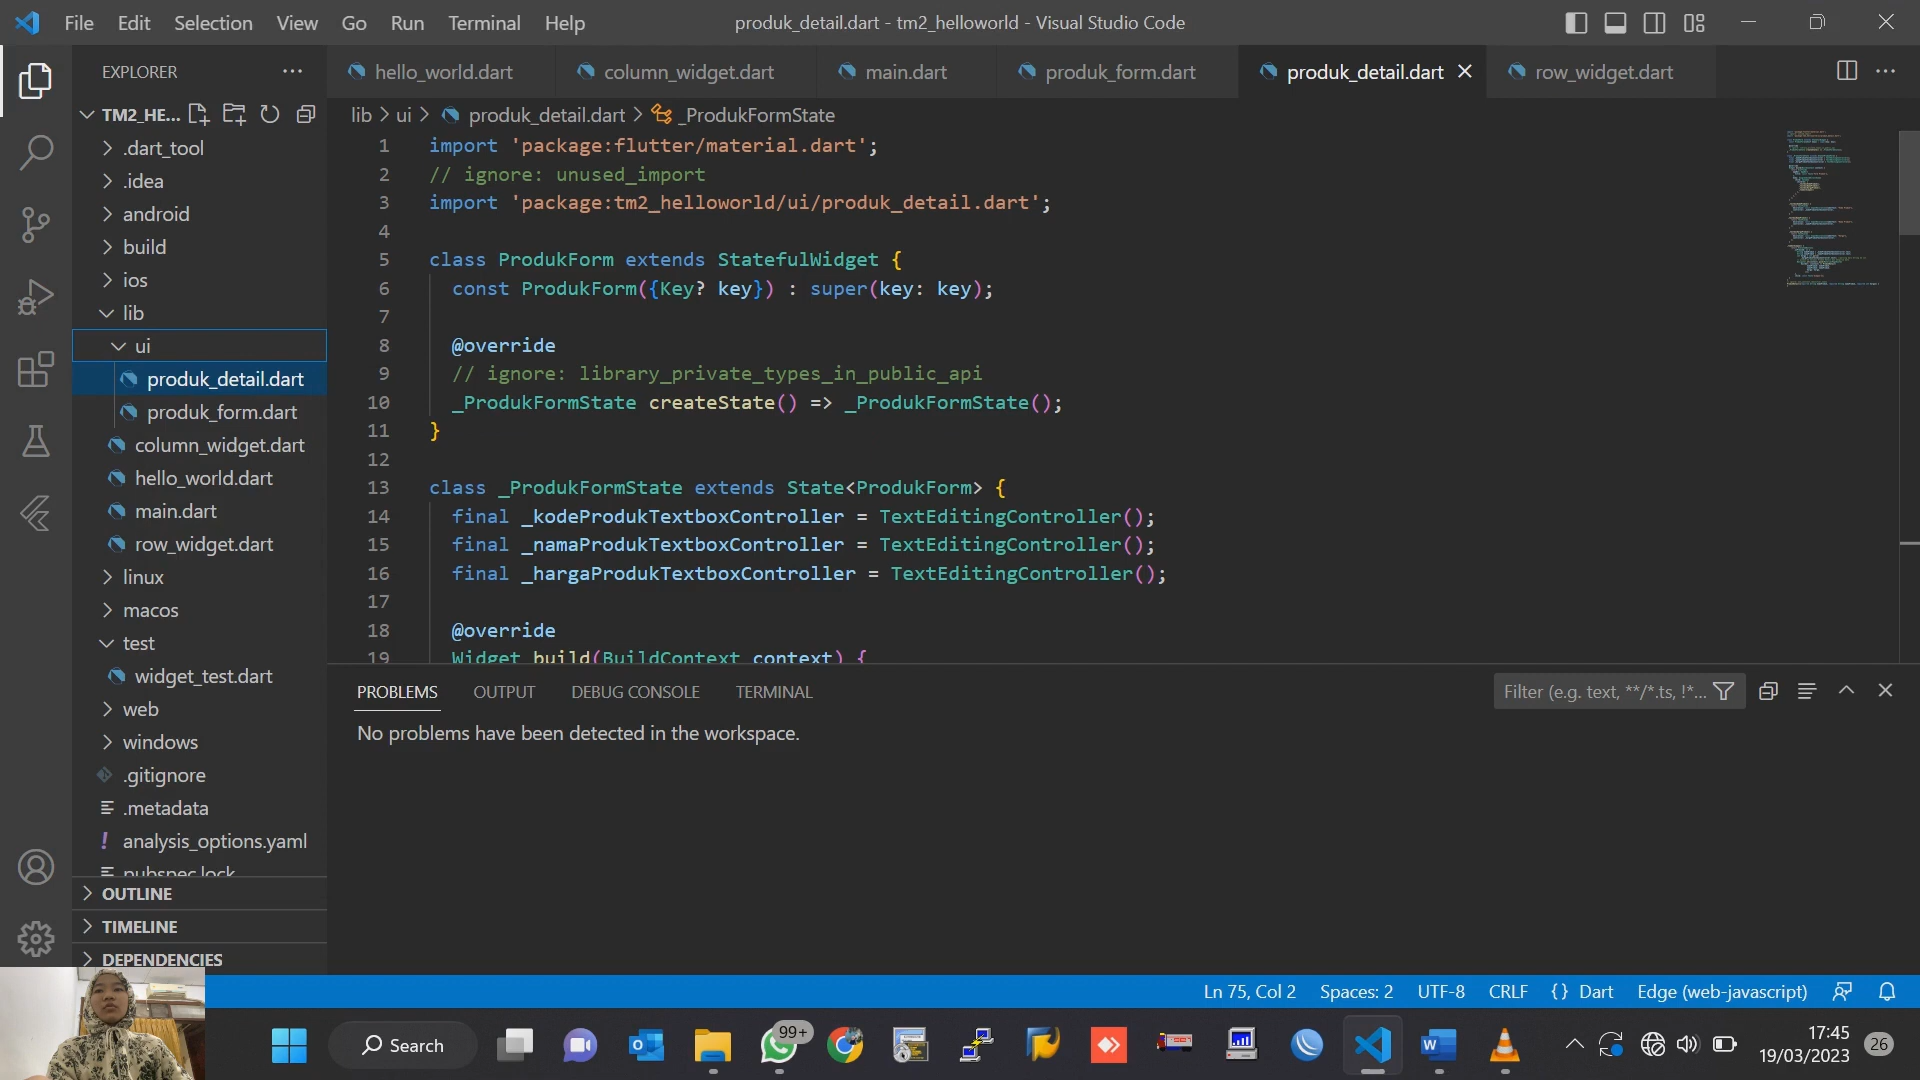 File Edit Selection View Go Run Terminal Help
produk_detail.dart - tm2_helloworld - Visual Studio Code
EXPLORER
TM2_HE...
.dart_tool
.idea
android
build
ios
lib
ui
produk_detail.dart
produk_form.dart
column_widget.dart
hello_world.dart
main.dart
row_widget.dart
linux
macos
test
widget_test.dart
web
windows
.gitignore
.metadata
analysis_options.yaml
pubspec.lock
OUTLINE
TIMELINE
DEPENDENCIES
hello_world.dart column_widget.dart main.dart produk_form.dart produk_detail.dart row_widget.dart
lib > ui > produk_detail.dart > _ProdukFormState
1 import 'package:flutter/material.dart';
2 // ignore: unused_import
3 import 'package:tm2_helloworld/ui/produk_detail.dart';
4
5 class ProdukForm extends StatefulWidget {
6 const ProdukForm({Key? key}) : super(key: key);
7
8 @override
9 // ignore: library_private_types_in_public_api
10 _ProdukFormState createState() => _ProdukFormState();
11 }
12
13 class _ProdukFormState extends State<ProdukForm> {
14 final _kodeProdukTextboxController = TextEditingController();
15 final _namaProdukTextboxController = TextEditingController();
16 final _hargaProdukTextboxController = TextEditingController();
17
18 @override
19 Widget build(BuildContext context) {
PROBLEMS OUTPUT DEBUG CONSOLE TERMINAL
Filter (e.g. text, **/*.ts, !*...
No problems have been detected in the workspace.
Ln 75, Col 2 Spaces: 2 UTF-8 CRLF {} Dart Edge (web-javascript)
Search
99+
17:45
19/03/2023
26